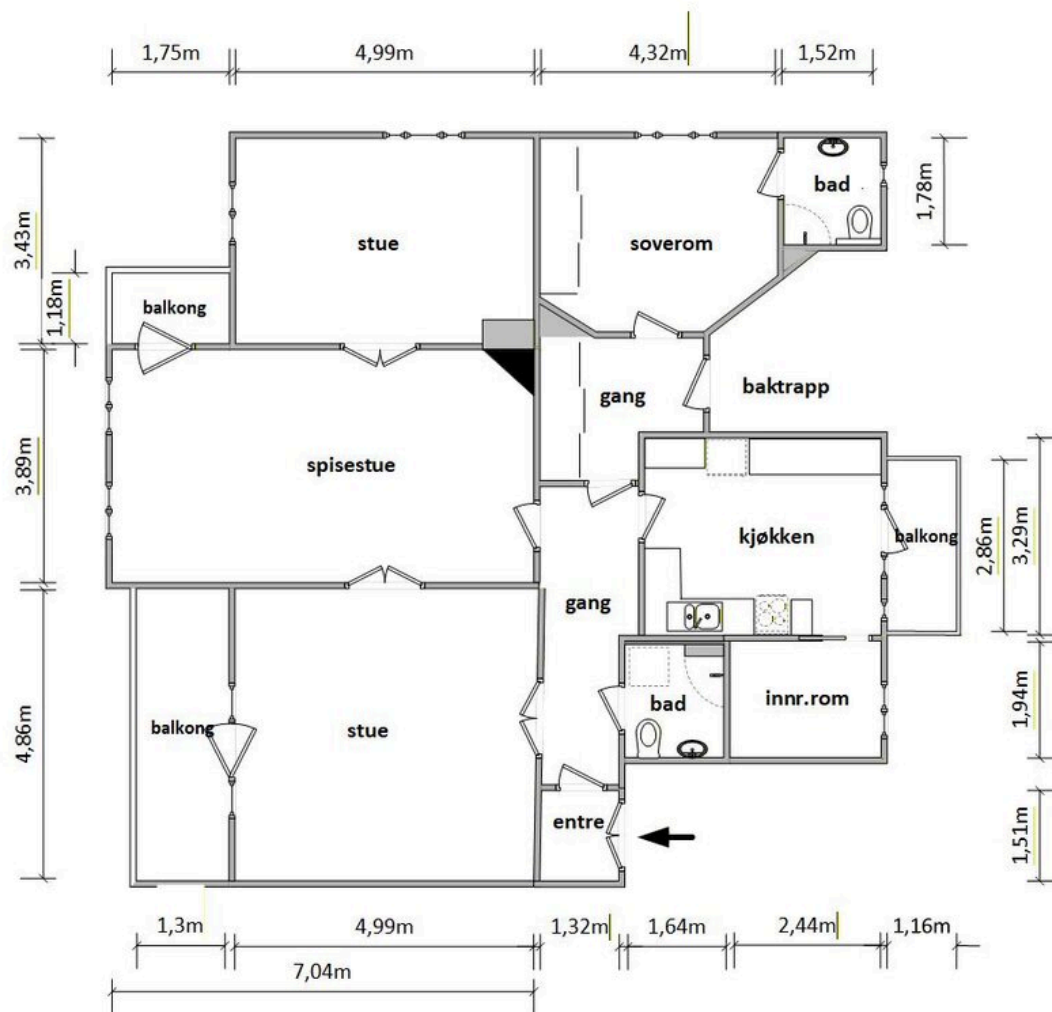 1,75m
4,99m
4,32m
1,52m
3,43m
1,18m
3,89m
4,86m
stue
soverom
bad
1,78m
balkong
gang
baktrapp
spisestue
kjøkken
balkong
2,86m
3,29m
gang
balkong
stue
bad
innr.rom
1,94m
entre
1,51m
1,3m
4,99m
1,32m
1,64m
2,44m
1,16m
7,04m